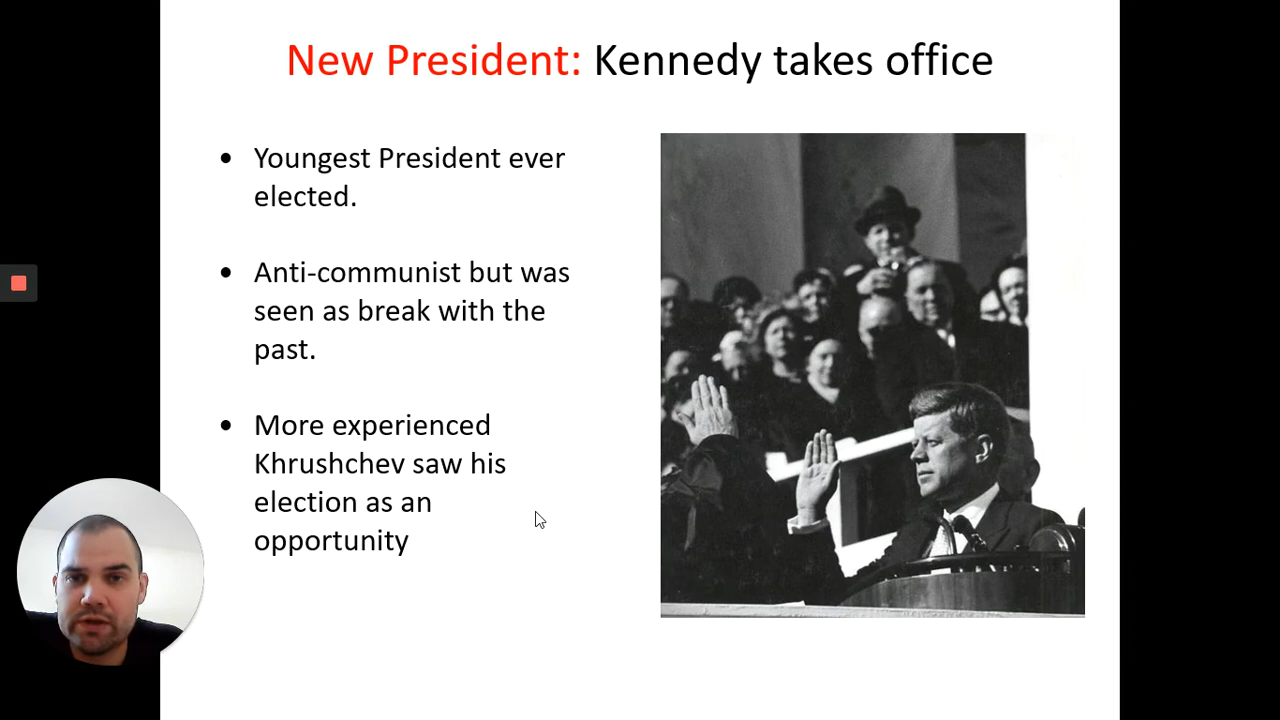 New President: Kennedy takes office
• Youngest President ever
elected.
• Anti-communist but was
seen as break with the
past.
• More experienced
Khrushchev saw his
election as an
opportunity